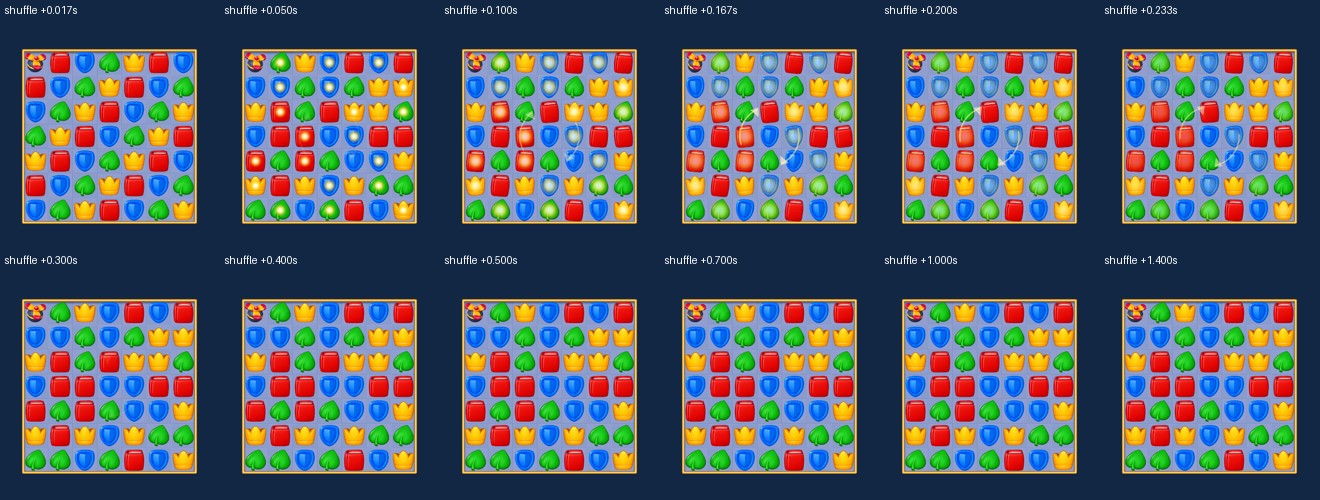 shuffle +0.017s
shuffle +0.050s
shuffle +0.100s
shuffle +0.167s
shuffle +0.200s
shuffle +0.233s
shuffle +0.300s
shuffle +0.400s
shuffle +0.500s
shuffle +0.700s
shuffle +1.000s
shuffle +1.400s